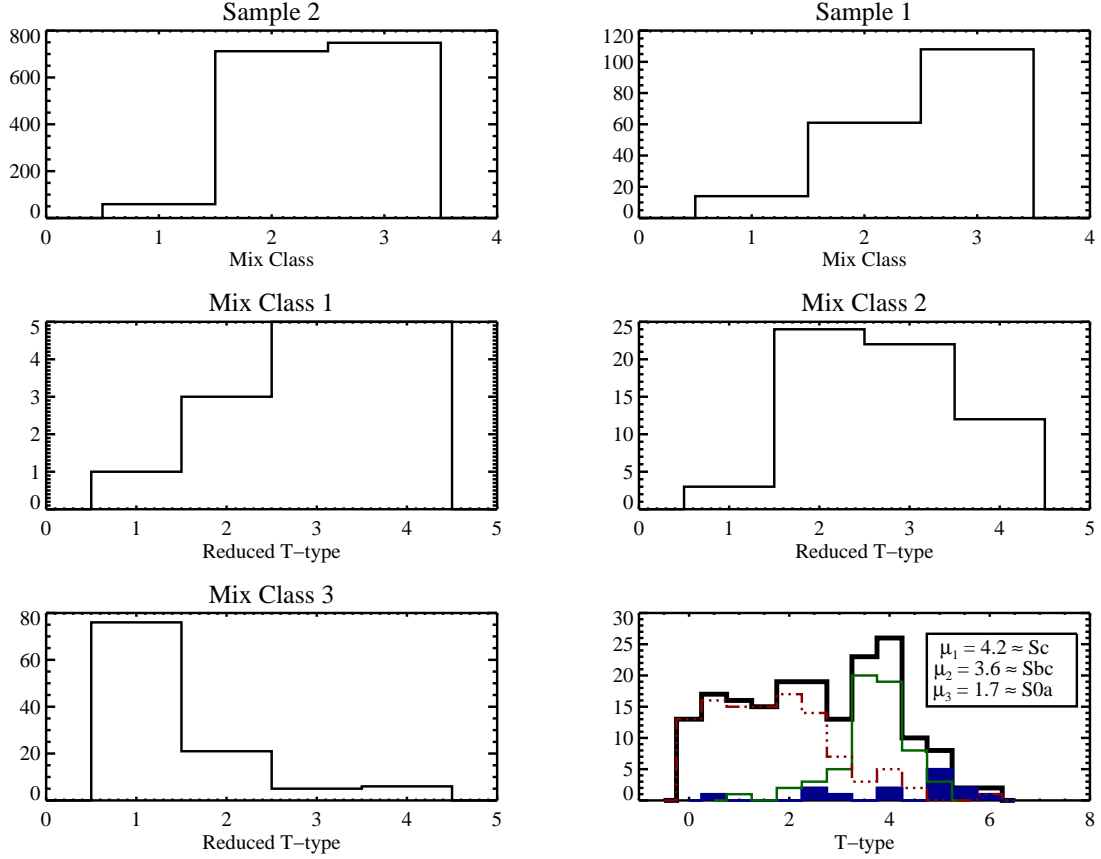 Sample 2
800
600
400
200
0
0 1 2 3 4
Mix Class
Sample 1
120
100
80
60
40
20
0
0 1 2 3 4
Mix Class
Mix Class 1
5
4
3
2
1
0
0 1 2 3 4 5
Reduced T−type
Mix Class 2
25
20
15
10
5
0
0 1 2 3 4 5
Reduced T−type
Mix Class 3
80
60
40
20
0
0 1 2 3 4 5
Reduced T−type
30
25
20
15
10
5
0
μ₁ = 4.2 ≈ Sc
μ₂ = 3.6 ≈ Sbc
μ₃ = 1.7 ≈ S0a
0 2 4 6 8
T−type